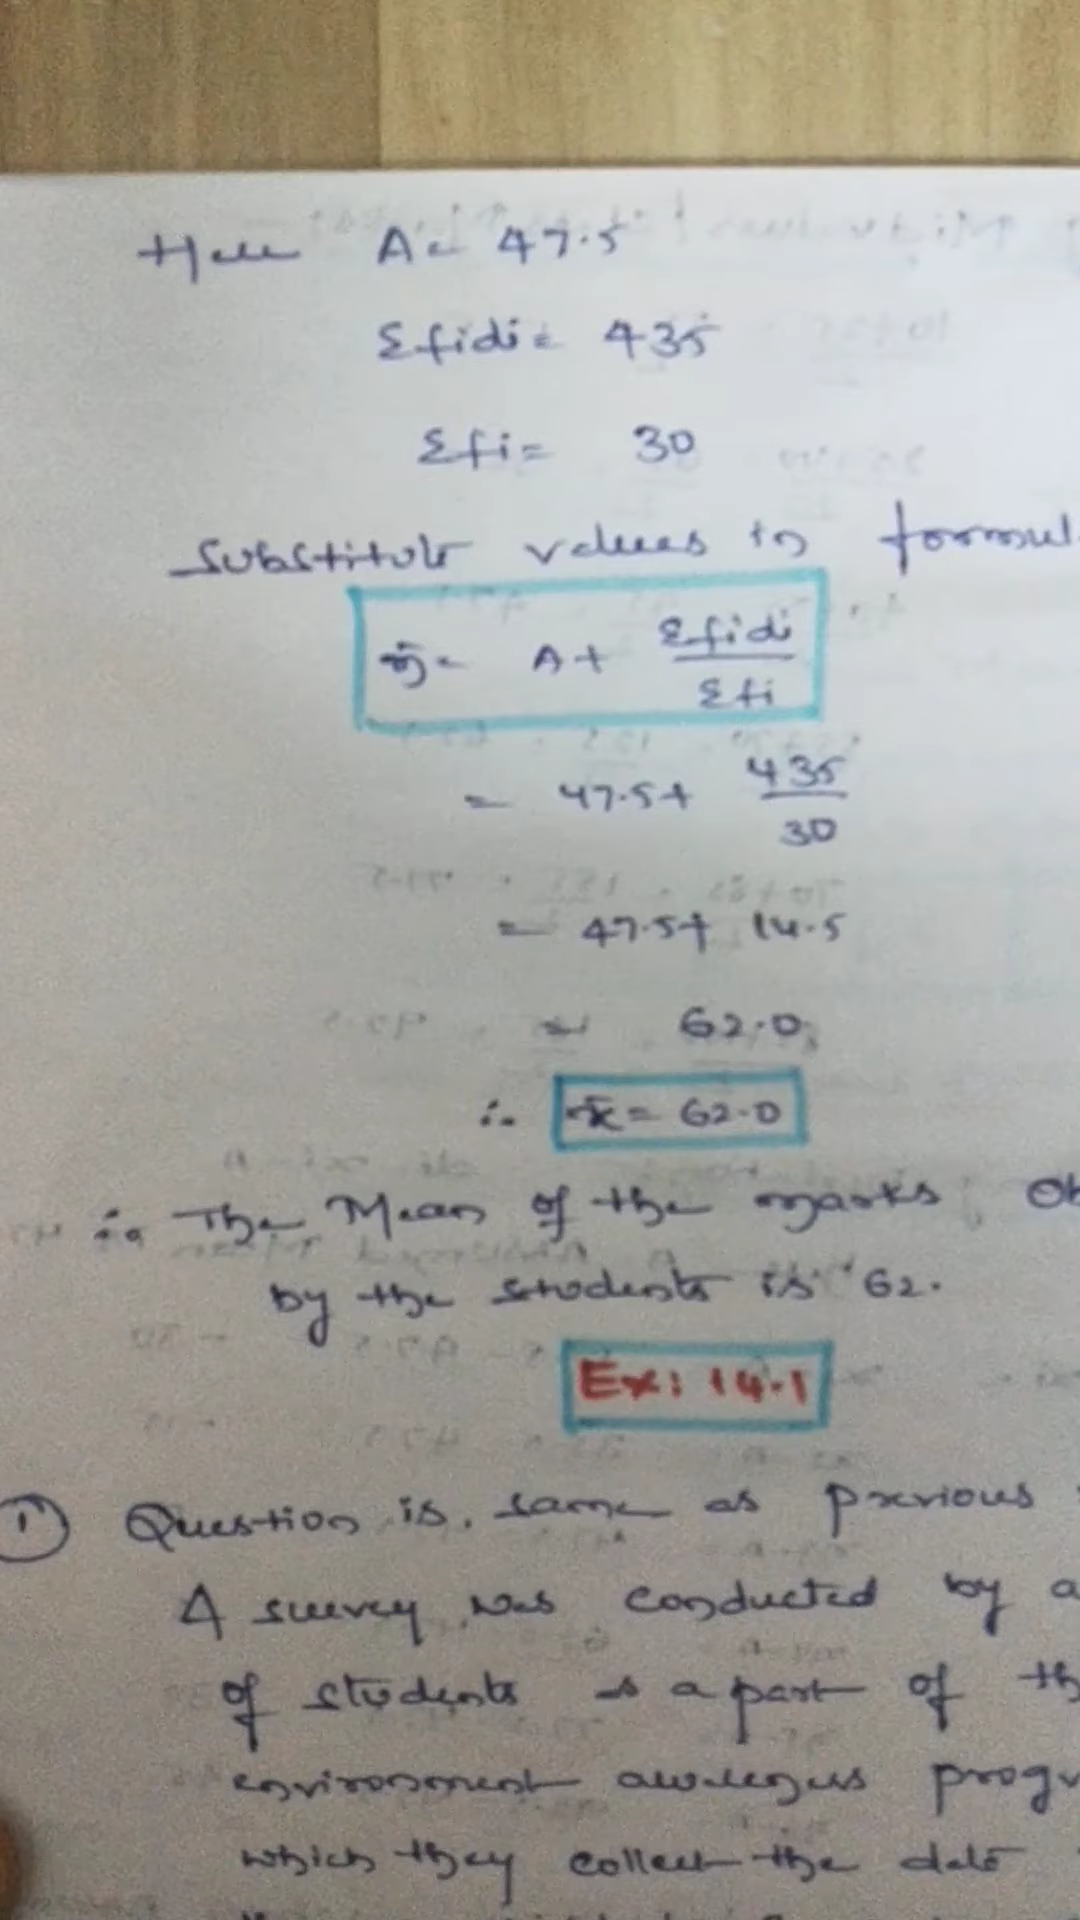 Here A = 47.5
Σfidi = 435
Σfi = 30
Substitute values in formul
x̄ = A + Σfidi / Σfi
= 47.5 + 435 / 30
= 47.5 + 14.5
= 62.0
∴ x̄ = 62.0
∴ The Mean of the marks Ob
by the students is 62.
Ex: 14.1
1 Question is same as previous
A survey was conducted by a
of students as a part of th
environment awareness progr
which they collect the data